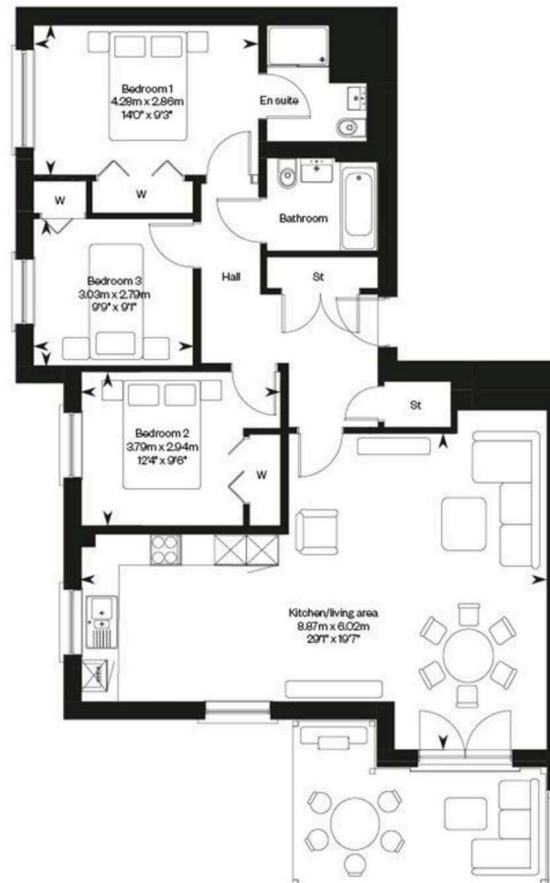 Bedroom 1
4.28m x 2.86m
14'0" x 9'3"
En suite
W
W
Bathroom
Bedroom 3
3.03m x 2.79m
9'9" x 9'1"
Hall
St
St
Bedroom 2
3.79m x 2.94m
12'4" x 9'6"
W
Kitchen/living area
8.87m x 6.02m
29'1" x 19'7"